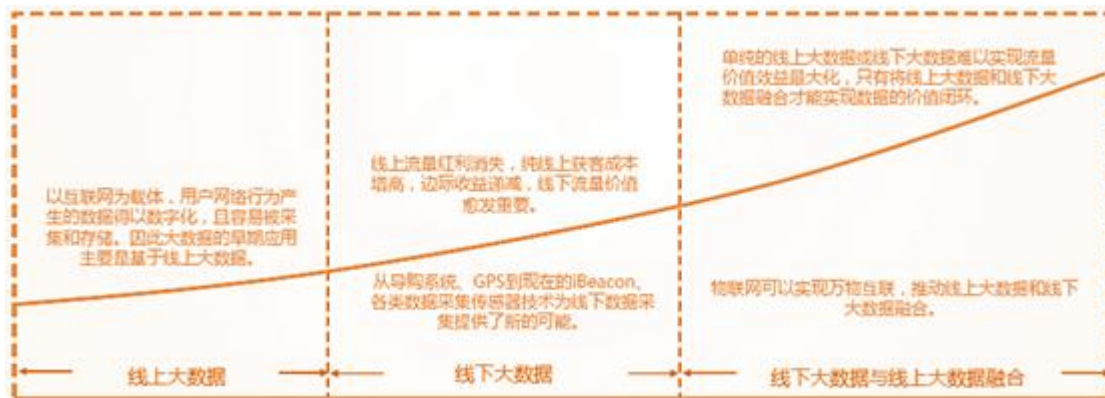 以互联网为载体，用户网络行为产
生的数据得以数字化，且容易被采
集和存储。因此大数据的早期应用
主要是基于线上大数据。
线上流量红利消失，纯线上获客成本
增高，边际收益递减，线下流量价值
愈发重要。
从导购系统、GPS到现在的iBeacon，
各类数据采集传感器技术为线下数据采
集提供了新的可能。
单纯的线上大数据或线下大数据难以实现流量
价值效益最大化，只有将线上大数据和线下大
数据融合才能实现数据的价值闭环。
物联网可以实现万物互联，推动线上大数据和线下
大数据融合。
线上大数据
线下大数据
线下大数据与线上大数据融合